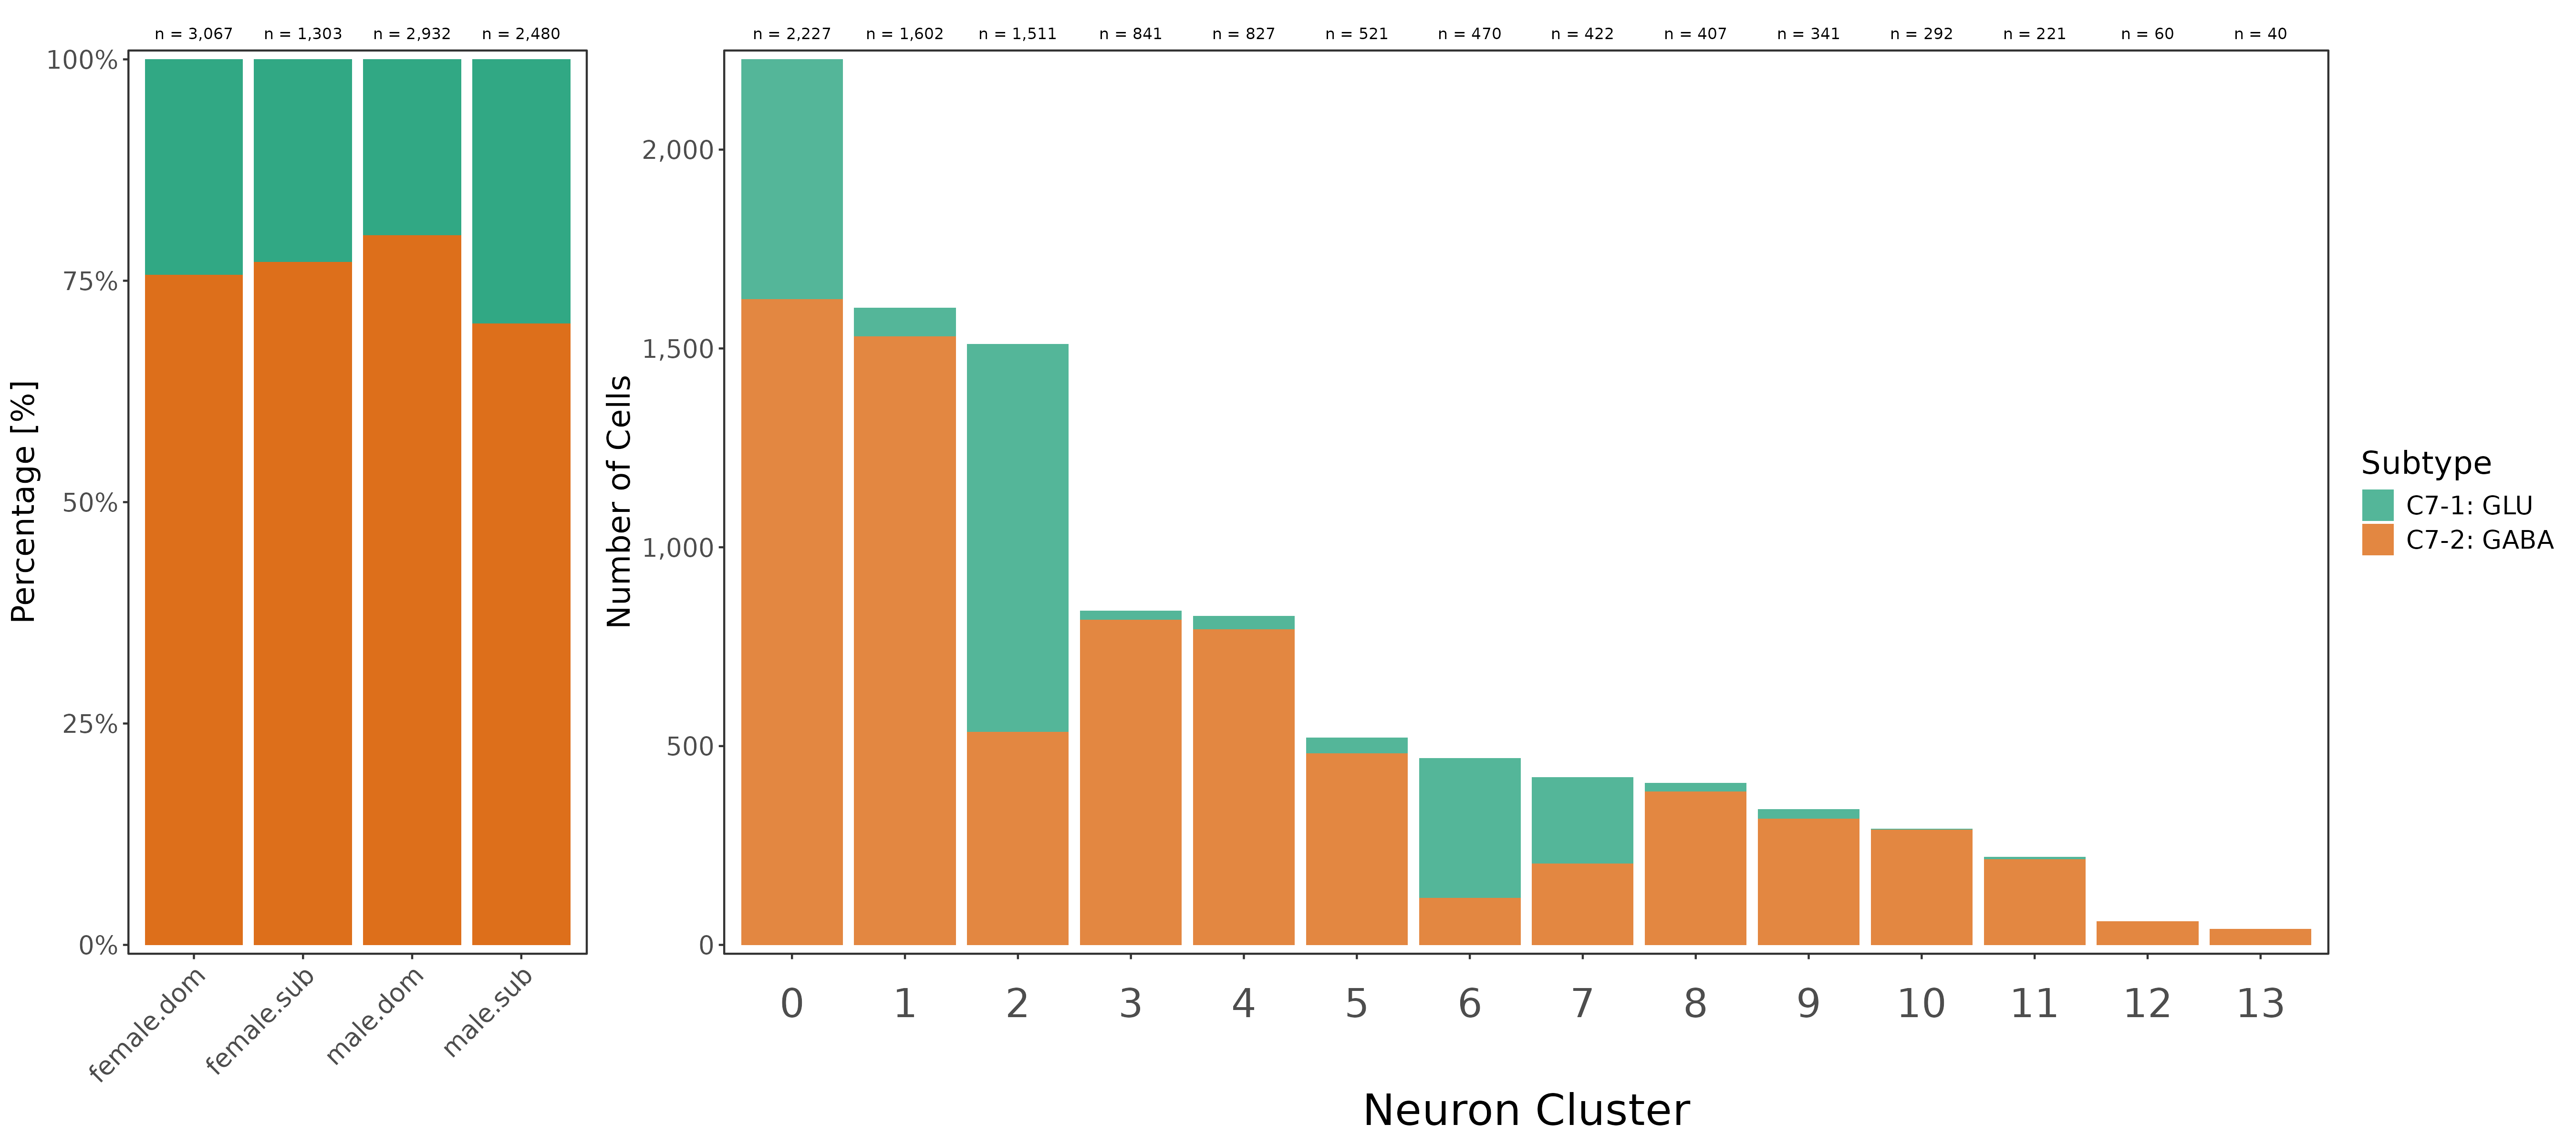 n = 3,067 n = 1,303 n = 2,932 n = 2,480
100%
75%
50%
25%
0%
Percentage [%]
female.dom
female.sub
male.dom
male.sub
n = 2,227 n = 1,602 n = 1,511 n = 841 n = 827 n = 521 n = 470 n = 422 n = 407 n = 341 n = 292 n = 221 n = 60 n = 40
2,000
1,500
1,000
500
0
Number of Cells
0 1 2 3 4 5 6 7 8 9 10 11 12 13
Neuron Cluster
Subtype
C7-1: GLU
C7-2: GABA